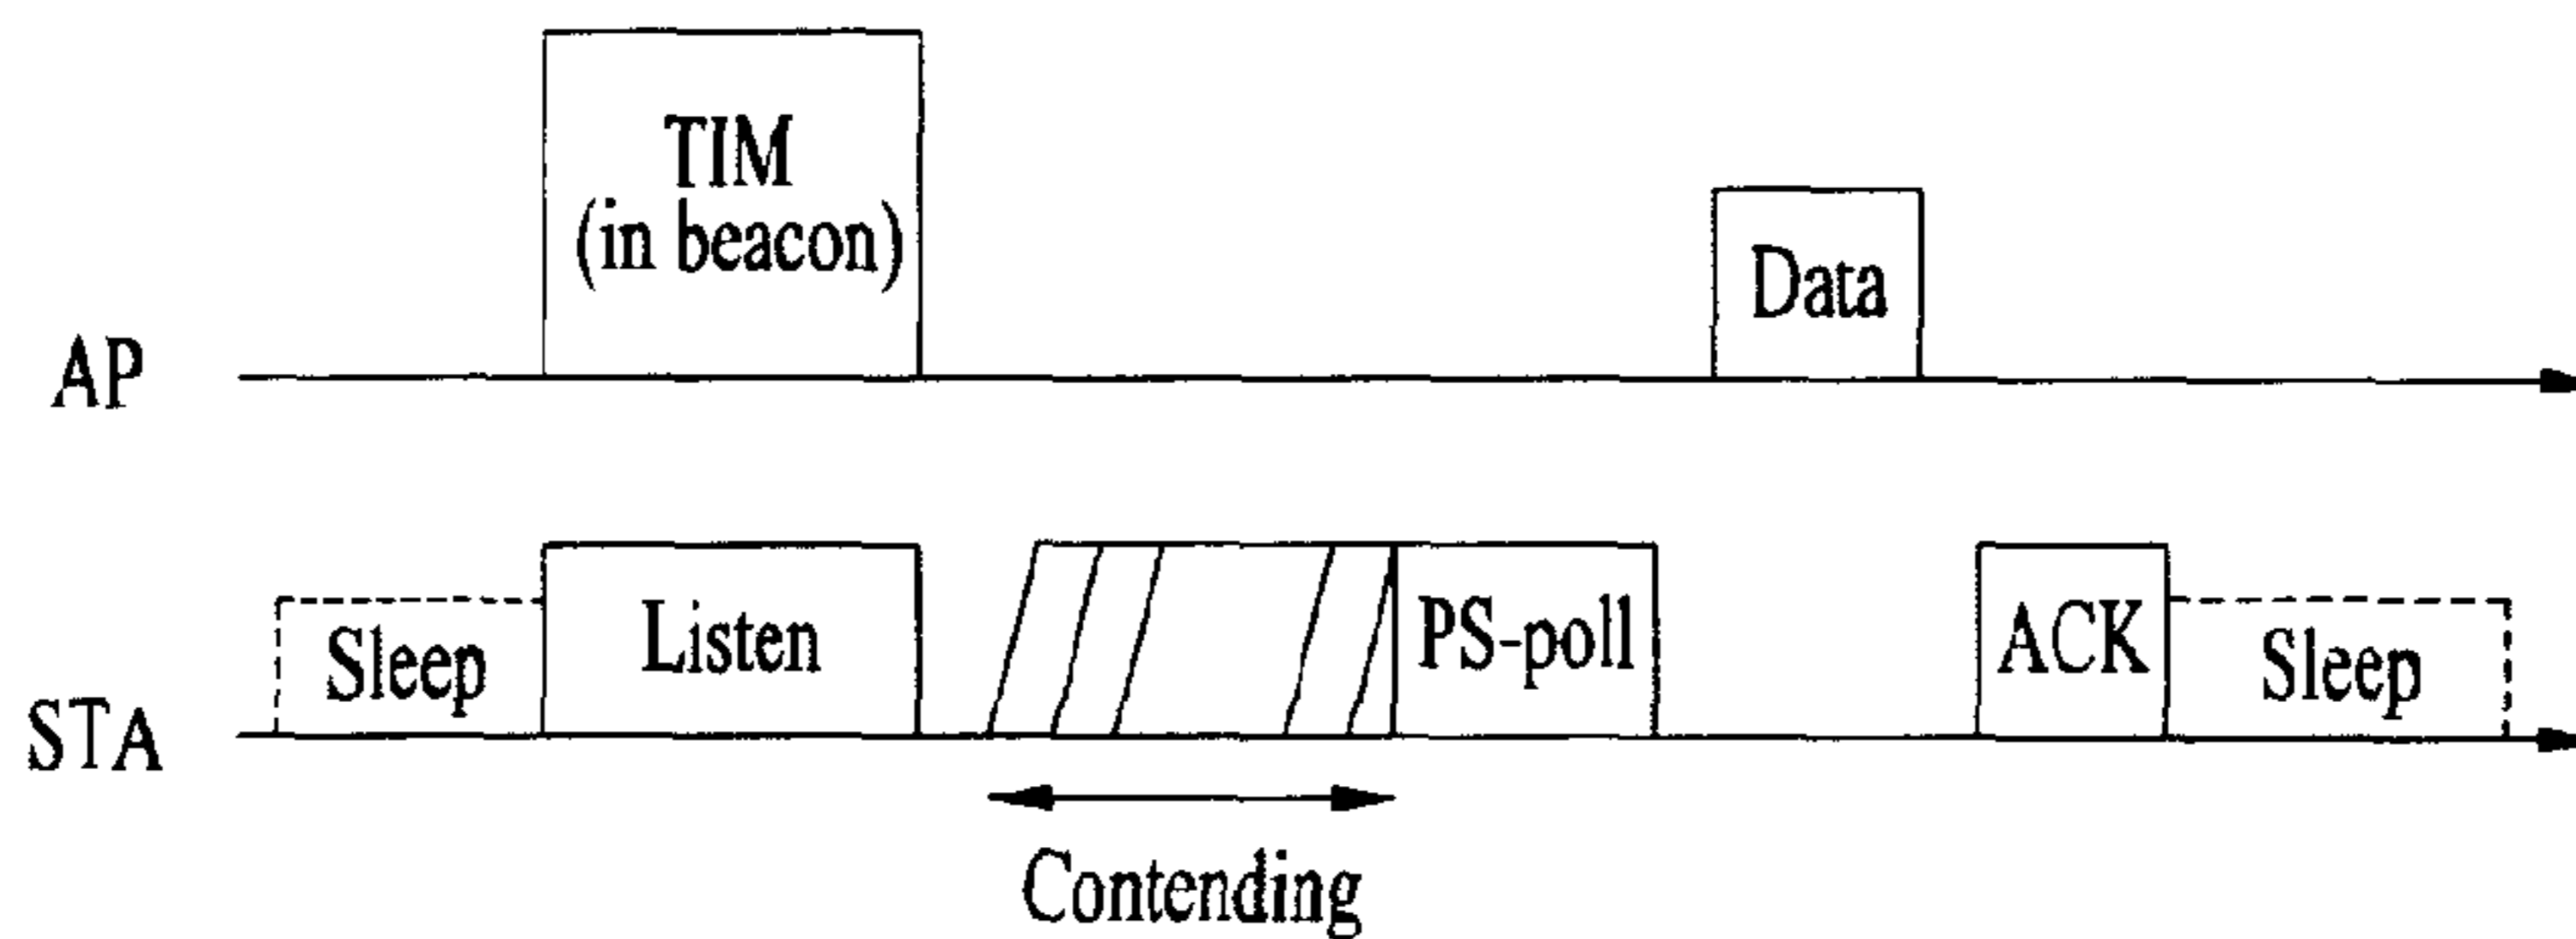 TIM
(in beacon)
Data
AP
Sleep
Listen
PS-poll
ACK
Sleep
STA
Contending